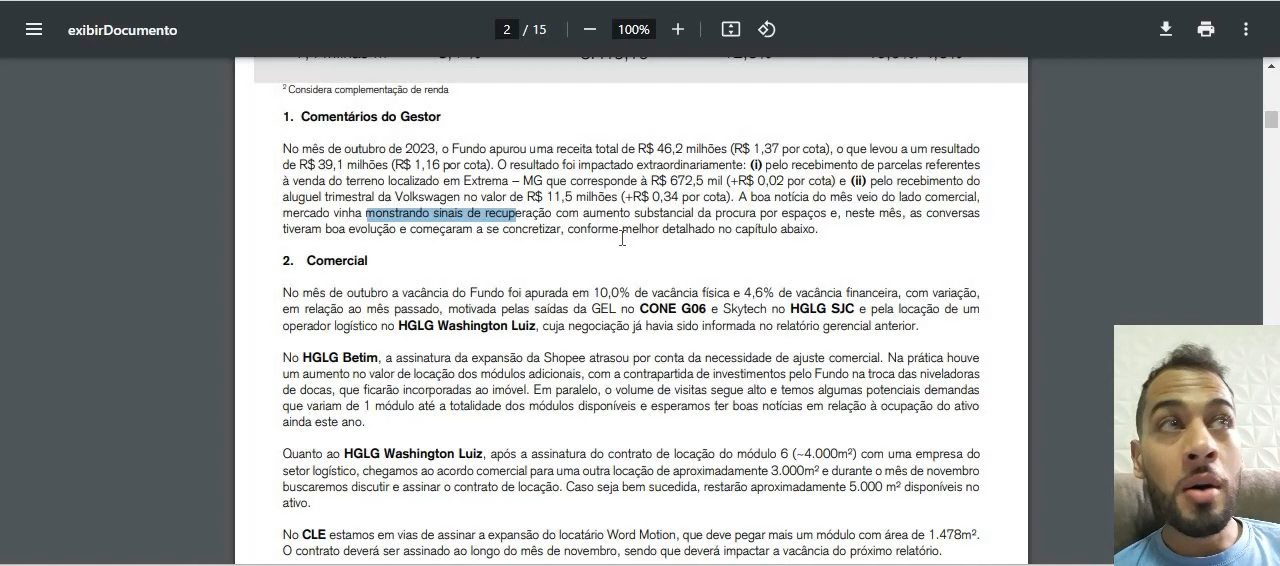 exibirDocumento
2 / 15
100%
² Considera complementação de renda
1. Comentários do Gestor
No mês de outubro de 2023, o Fundo apurou uma receita total de R$ 46,2 milhões (R$ 1,37 por cota), o que levou a um resultado
de R$ 39,1 milhões (R$ 1,16 por cota). O resultado foi impactado extraordinariamente: (i) pelo recebimento de parcelas referentes
à venda do terreno localizado em Extrema – MG que corresponde à R$ 672,5 mil (+R$ 0,02 por cota) e (ii) pelo recebimento do
aluguel trimestral da Volkswagen no valor de R$ 11,5 milhões (+R$ 0,34 por cota). A boa notícia do mês veio do lado comercial,
mercado vinha monstrando sinais de recuperação com aumento substancial da procura por espaços e, neste mês, as conversas
tiveram boa evolução e começaram a se concretizar, conforme melhor detalhado no capítulo abaixo.
2. Comercial
No mês de outubro a vacância do Fundo foi apurada em 10,0% de vacância física e 4,6% de vacância financeira, com variação,
em relação ao mês passado, motivada pelas saídas da GEL no CONE G06 e Skytech no HGLG SJC e pela locação de um
operador logístico no HGLG Washington Luiz, cuja negociação já havia sido informada no relatório gerencial anterior.
No HGLG Betim, a assinatura da expansão da Shopee atrasou por conta da necessidade de ajuste comercial. Na prática houve
um aumento no valor de locação dos módulos adicionais, com a contrapartida de investimentos pelo Fundo na troca das niveladoras
de docas, que ficarão incorporadas ao imóvel. Em paralelo, o volume de visitas segue alto e temos algumas potenciais demandas
que variam de 1 módulo até a totalidade dos módulos disponíveis e esperamos ter boas notícias em relação à ocupação do ativo
ainda este ano.
Quanto ao HGLG Washington Luiz, após a assinatura do contrato de locação do módulo 6 (~4.000m²) com uma empresa do
setor logístico, chegamos ao acordo comercial para uma outra locação de aproximadamente 3.000m² e durante o mês de novembro
buscaremos discutir e assinar o contrato de locação. Caso seja bem sucedida, restarão aproximadamente 5.000 m² disponíveis no
ativo.
No CLE estamos em vias de assinar a expansão do locatário Word Motion, que deve pegar mais um módulo com área de 1.478m².
O contrato deverá ser assinado ao longo do mês de novembro, sendo que deverá impactar a vacância do próximo relatório.